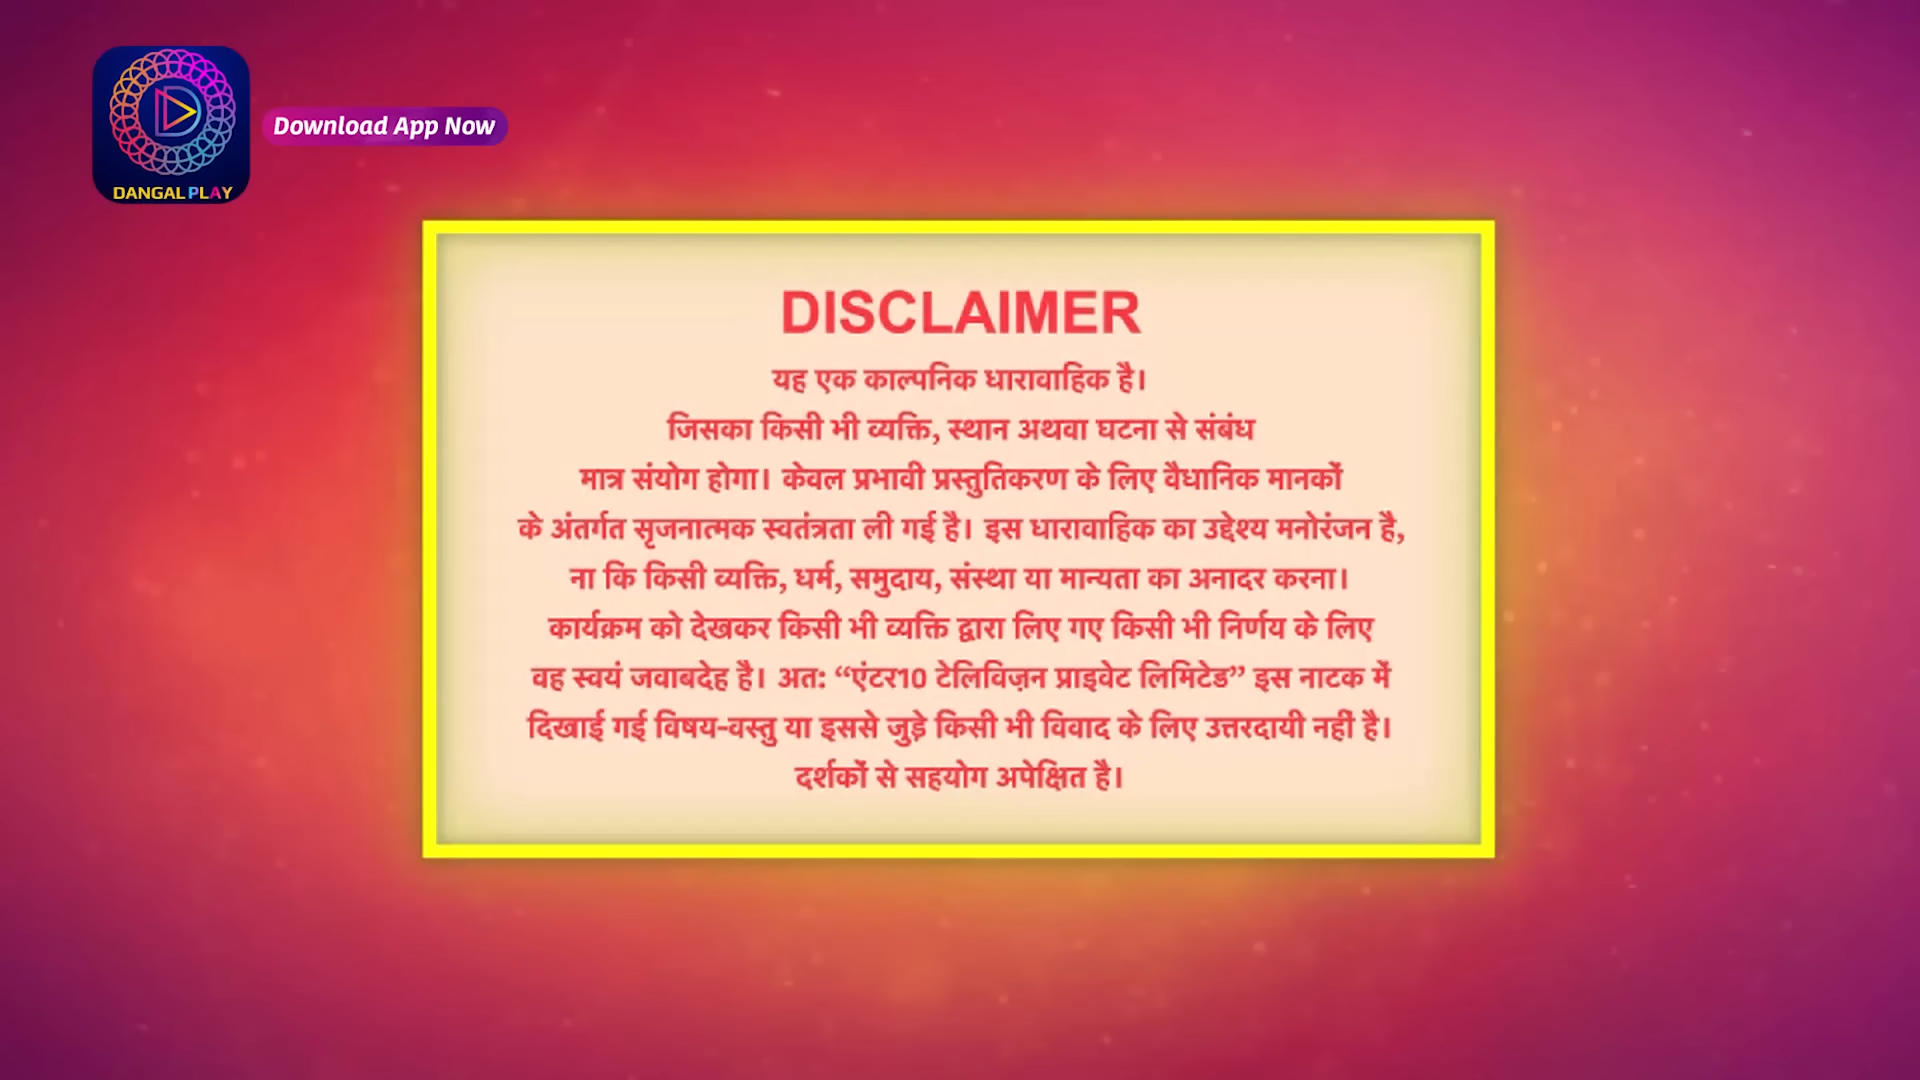 DANGAL PLAY
Download App Now
DISCLAIMER
यह एक काल्पनिक धारावाहिक है।
जिसका किसी भी व्यक्ति, स्थान अथवा घटना से संबंध
मात्र संयोग होगा। केवल प्रभावी प्रस्तुतिकरण के लिए वैधानिक मानकों
के अंतर्गत सृजनात्मक स्वतंत्रता ली गई है। इस धारावाहिक का उद्देश्य मनोरंजन है,
ना कि किसी व्यक्ति, धर्म, समुदाय, संस्था या मान्यता का अनादर करना।
कार्यक्रम को देखकर किसी भी व्यक्ति द्वारा लिए गए किसी भी निर्णय के लिए
वह स्वयं जवाबदेह है। अत: “एंटर10 टेलिविज़न प्राइवेट लिमिटेड” इस नाटक में
दिखाई गई विषय-वस्तु या इससे जुड़े किसी भी विवाद के लिए उत्तरदायी नहीं है।
दर्शकों से सहयोग अपेक्षित है।